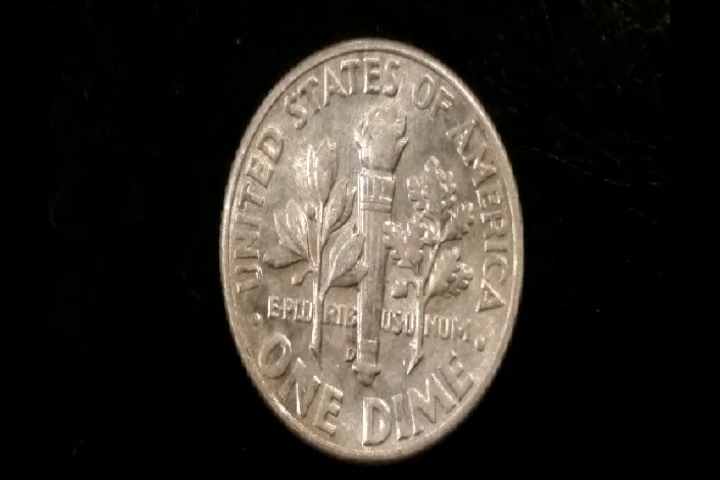 UNITED STATES OF AMERICA
E PLURIBUS UNUM
D
ONE DIME